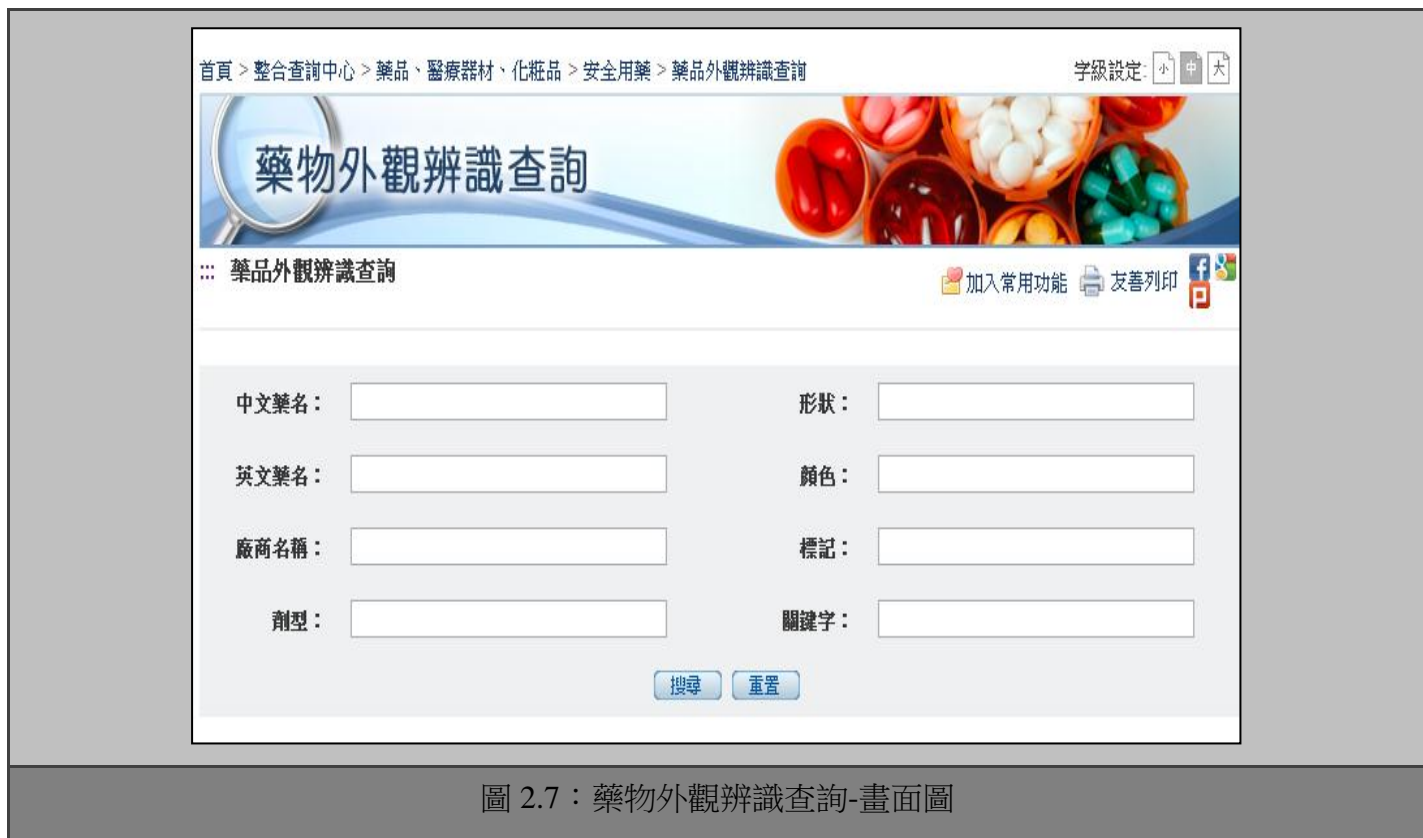 首頁 > 整合查詢中心 > 藥品、醫療器材、化粧品 > 安全用藥 > 藥品外觀辨識查詢 字級設定: 小 中 大
藥物外觀辨識查詢
::: 藥品外觀辨識查詢 加入常用功能 友善列印
中文藥名： 形狀：
英文藥名： 顏色：
廠商名稱： 標記：
劑型： 關鍵字：
搜尋 重置
圖 2.7：藥物外觀辨識查詢-畫面圖